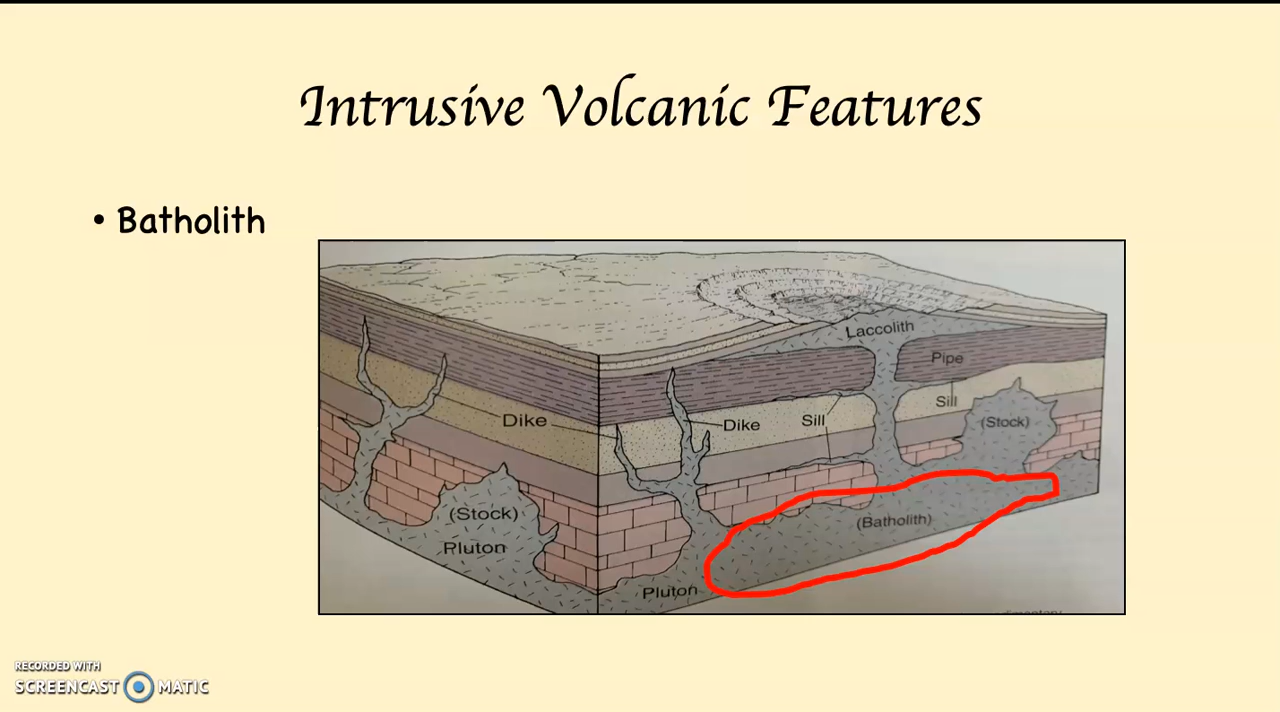 Intrusive Volcanic Features
• Batholith
Laccolith
Pipe
Sill
Dike
Dike
Sill
(Stock)
(Stock)
Pluton
(Batholith)
Pluton
RECORDED WITH
SCREENCAST MATIC